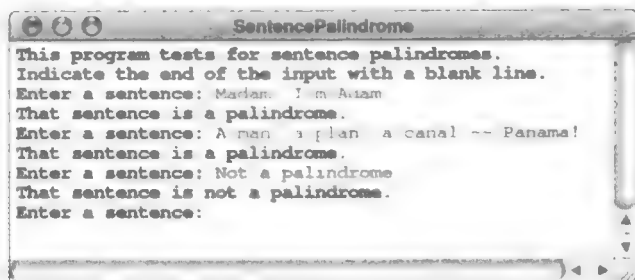 SentencePalindrome
This program tests for sentence palindromes.
Indicate the end of the input with a blank line.
Enter a sentence: Madam I'm Adam
That sentence is a palindrome.
Enter a sentence: A man a plan a canal -- Panama!
That sentence is a palindrome.
Enter a sentence: Not a palindrome
That sentence is not a palindrome.
Enter a sentence: